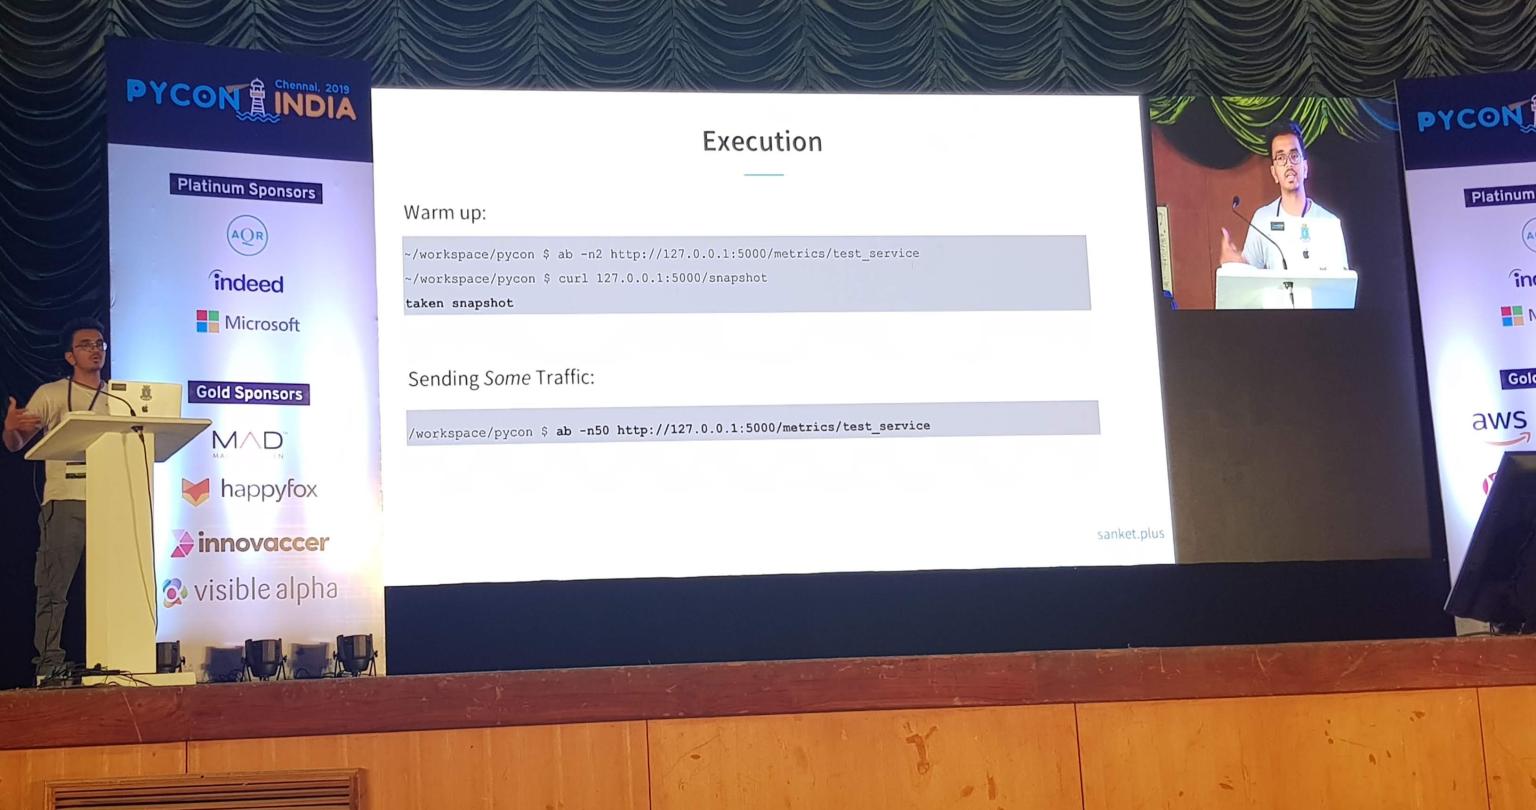 PYCON INDIA
Chennai, 2019
Platinum Sponsors
AQR
indeed
Microsoft
Gold Sponsors
MAD
happyfox
innovaccer
visible alpha
Execution
Warm up:
~/workspace/pycon $ ab -n2 http://127.0.0.1:5000/metrics/test_service
~/workspace/pycon $ curl 127.0.0.1:5000/snapshot
taken snapshot
Sending Some Traffic:
/workspace/pycon $ ab -n50 http://127.0.0.1:5000/metrics/test_service
sanket.plus
PYCON
Platinum
aws